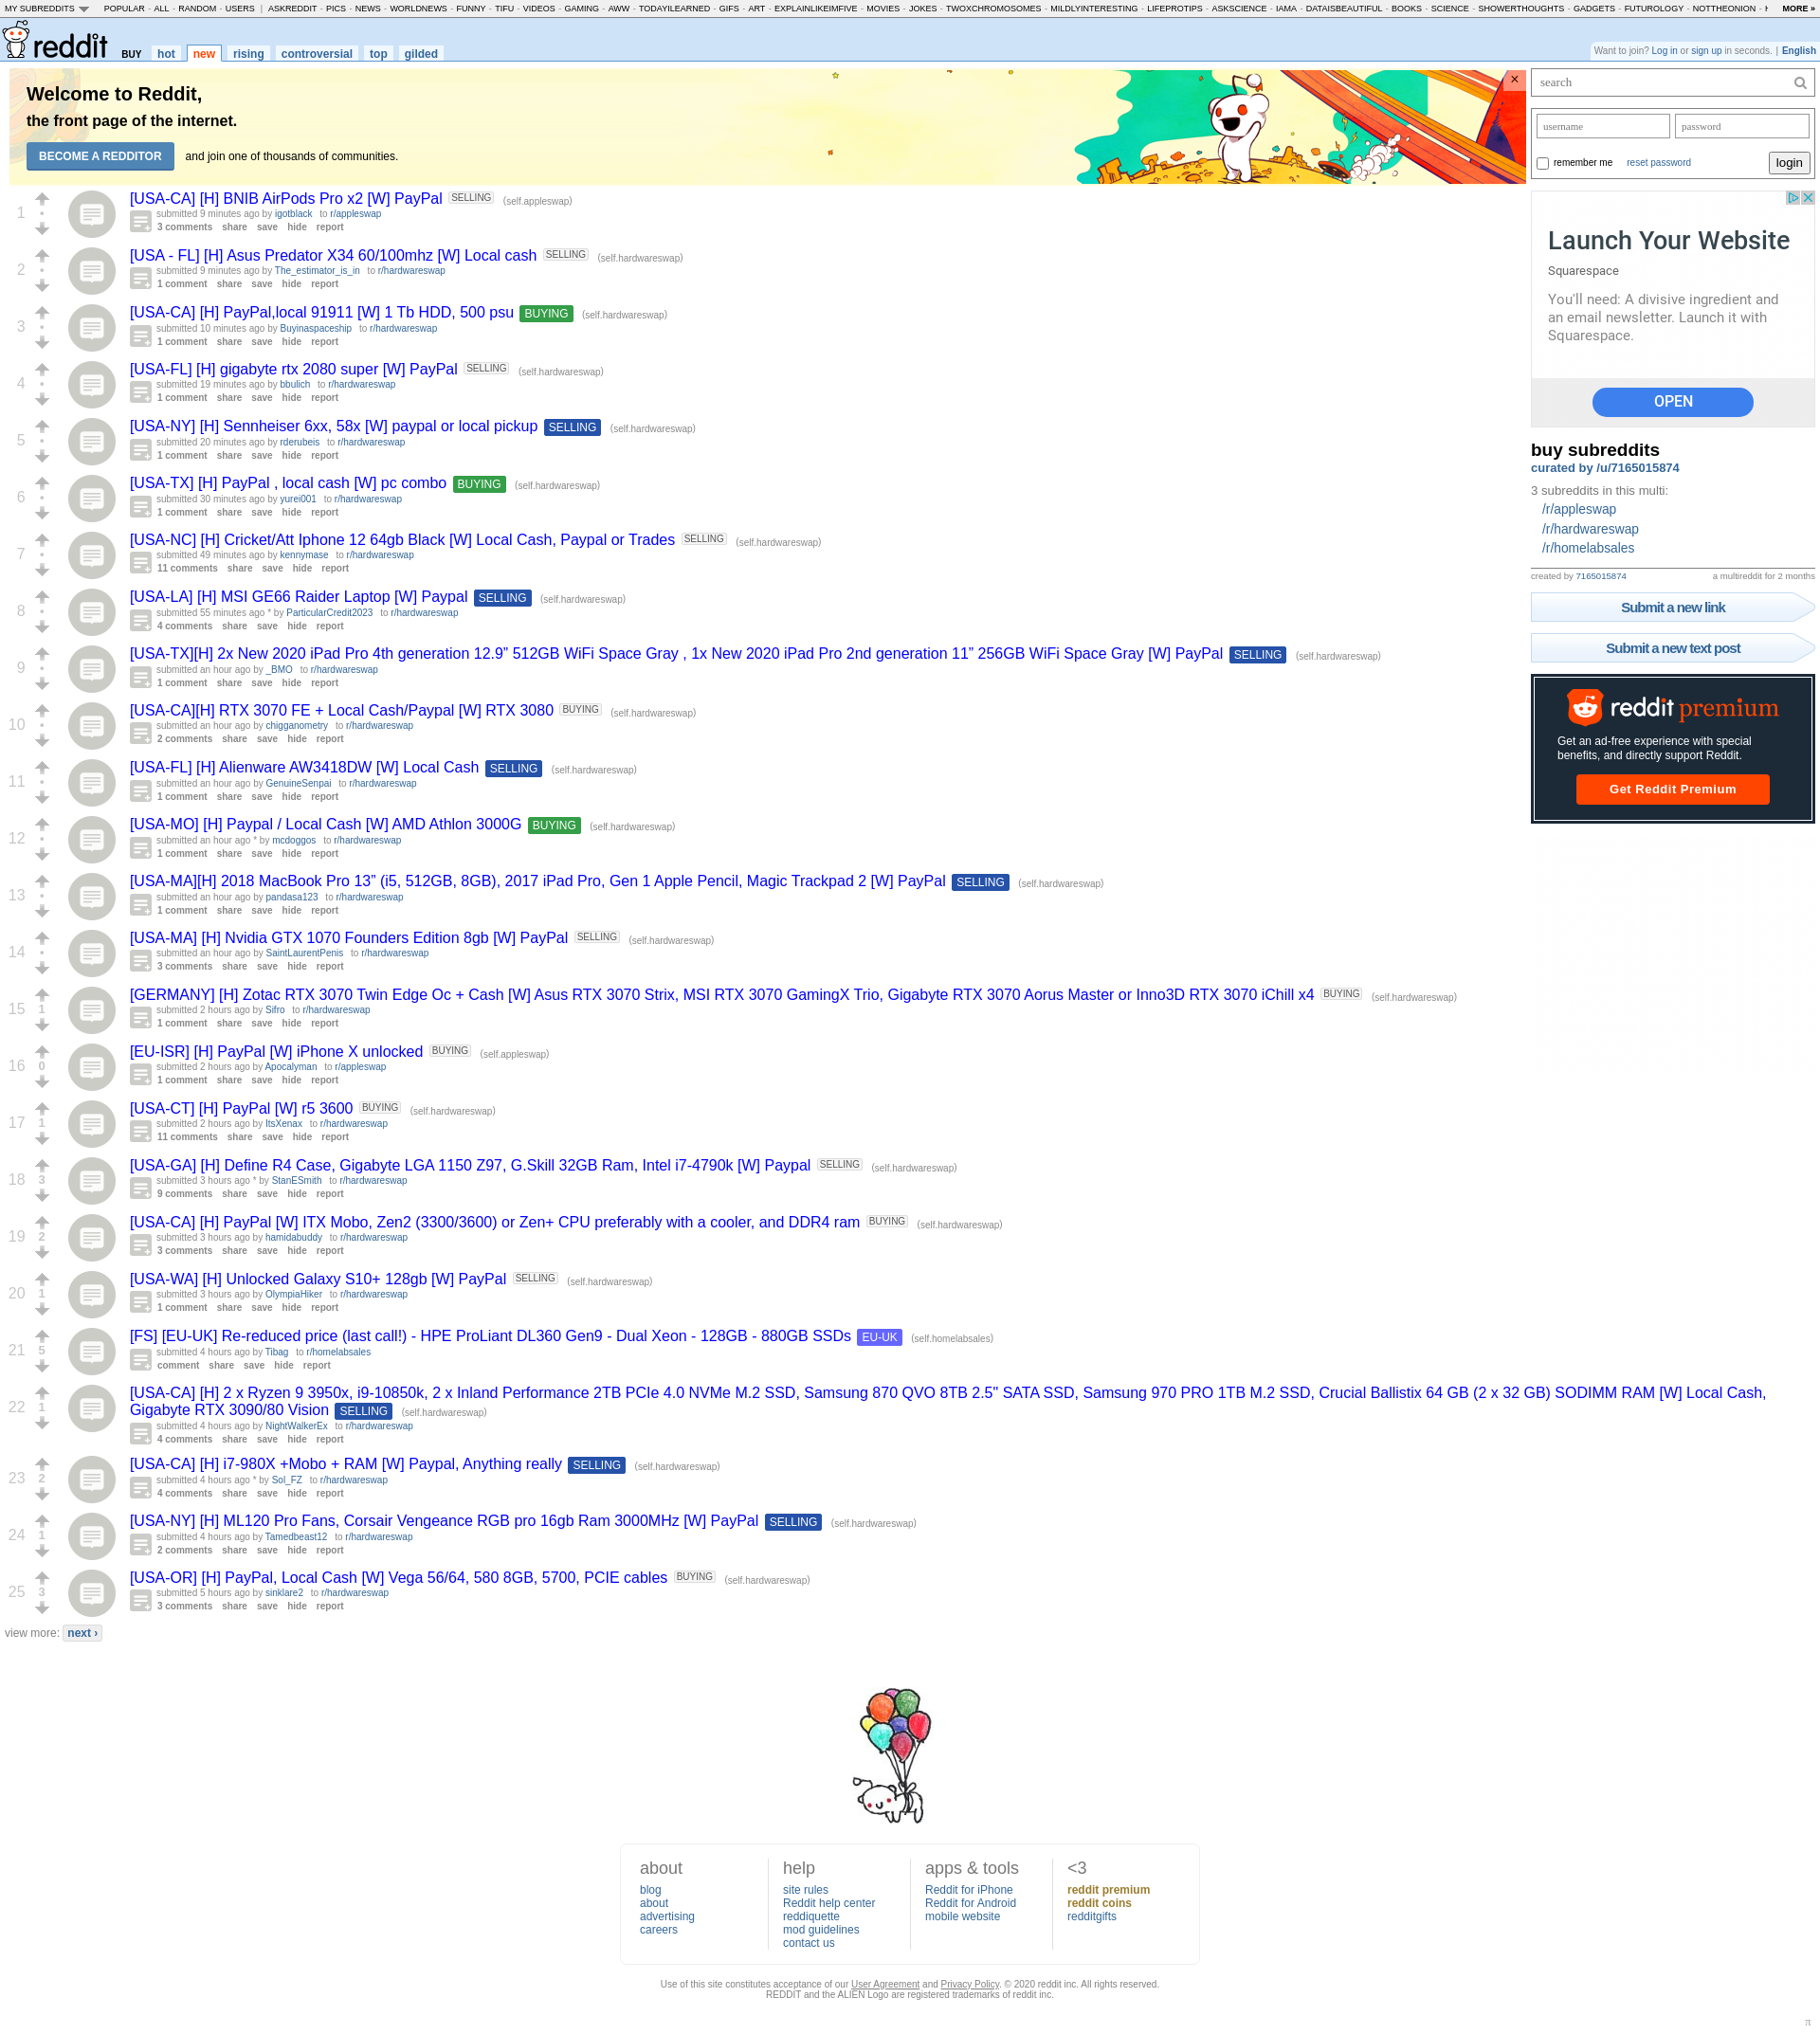 MY SUBREDDITS POPULAR - ALL - RANDOM - USERS | ASKREDDIT - PICS - NEWS - WORLDNEWS - FUNNY - TIFU - VIDEOS - GAMING - AWW - TODAYILEARNED - GIFS - ART - EXPLAINLIKEIMFIVE - MOVIES - JOKES - TWOXCHROMOSOMES - MILDLYINTERESTING - LIFEPROTIPS - ASKSCIENCE - IAMA - DATAISBEAUTIFUL - BOOKS - SCIENCE - SHOWERTHOUGHTS - GADGETS - FUTUROLOGY - NOTTHEONION - MORE »
reddit BUY hot new rising controversial top gilded
Want to join? Log in or sign up in seconds. | English
Welcome to Reddit,
the front page of the internet.
BECOME A REDDITOR and join one of thousands of communities.
×
1
[USA-CA] [H] BNIB AirPods Pro x2 [W] PayPal SELLING (self.appleswap)
submitted 9 minutes ago by igotblack to r/appleswap
3 comments share save hide report
2
[USA - FL] [H] Asus Predator X34 60/100mhz [W] Local cash SELLING (self.hardwareswap)
submitted 9 minutes ago by The_estimator_is_in to r/hardwareswap
1 comment share save hide report
3
[USA-CA] [H] PayPal,local 91911 [W] 1 Tb HDD, 500 psu BUYING (self.hardwareswap)
submitted 10 minutes ago by Buyinaspaceship to r/hardwareswap
1 comment share save hide report
4
[USA-FL] [H] gigabyte rtx 2080 super [W] PayPal SELLING (self.hardwareswap)
submitted 19 minutes ago by bbulich to r/hardwareswap
1 comment share save hide report
5
[USA-NY] [H] Sennheiser 6xx, 58x [W] paypal or local pickup SELLING (self.hardwareswap)
submitted 20 minutes ago by rderubeis to r/hardwareswap
1 comment share save hide report
6
[USA-TX] [H] PayPal , local cash [W] pc combo BUYING (self.hardwareswap)
submitted 30 minutes ago by yurei001 to r/hardwareswap
1 comment share save hide report
7
[USA-NC] [H] Cricket/Att Iphone 12 64gb Black [W] Local Cash, Paypal or Trades SELLING (self.hardwareswap)
submitted 49 minutes ago by kennymase to r/hardwareswap
11 comments share save hide report
8
[USA-LA] [H] MSI GE66 Raider Laptop [W] Paypal SELLING (self.hardwareswap)
submitted 55 minutes ago * by ParticularCredit2023 to r/hardwareswap
4 comments share save hide report
9
[USA-TX][H] 2x New 2020 iPad Pro 4th generation 12.9” 512GB WiFi Space Gray , 1x New 2020 iPad Pro 2nd generation 11” 256GB WiFi Space Gray [W] PayPal SELLING (self.hardwareswap)
submitted an hour ago by _BMO to r/hardwareswap
1 comment share save hide report
10
[USA-CA][H] RTX 3070 FE + Local Cash/Paypal [W] RTX 3080 BUYING (self.hardwareswap)
submitted an hour ago by chigganometry to r/hardwareswap
2 comments share save hide report
11
[USA-FL] [H] Alienware AW3418DW [W] Local Cash SELLING (self.hardwareswap)
submitted an hour ago by GenuineSenpai to r/hardwareswap
1 comment share save hide report
12
[USA-MO] [H] Paypal / Local Cash [W] AMD Athlon 3000G BUYING (self.hardwareswap)
submitted an hour ago * by mcdoggos to r/hardwareswap
1 comment share save hide report
13
[USA-MA][H] 2018 MacBook Pro 13” (i5, 512GB, 8GB), 2017 iPad Pro, Gen 1 Apple Pencil, Magic Trackpad 2 [W] PayPal SELLING (self.hardwareswap)
submitted an hour ago by pandasa123 to r/hardwareswap
1 comment share save hide report
14
[USA-MA] [H] Nvidia GTX 1070 Founders Edition 8gb [W] PayPal SELLING (self.hardwareswap)
submitted an hour ago by SaintLaurentPenis to r/hardwareswap
3 comments share save hide report
15 1
[GERMANY] [H] Zotac RTX 3070 Twin Edge Oc + Cash [W] Asus RTX 3070 Strix, MSI RTX 3070 GamingX Trio, Gigabyte RTX 3070 Aorus Master or Inno3D RTX 3070 iChill x4 BUYING (self.hardwareswap)
submitted 2 hours ago by Sifro to r/hardwareswap
1 comment share save hide report
16 0
[EU-ISR] [H] PayPal [W] iPhone X unlocked BUYING (self.appleswap)
submitted 2 hours ago by Apocalyman to r/appleswap
1 comment share save hide report
17 1
[USA-CT] [H] PayPal [W] r5 3600 BUYING (self.hardwareswap)
submitted 2 hours ago by ItsXenax to r/hardwareswap
11 comments share save hide report
18 3
[USA-GA] [H] Define R4 Case, Gigabyte LGA 1150 Z97, G.Skill 32GB Ram, Intel i7-4790k [W] Paypal SELLING (self.hardwareswap)
submitted 3 hours ago * by StanESmith to r/hardwareswap
9 comments share save hide report
19 2
[USA-CA] [H] PayPal [W] ITX Mobo, Zen2 (3300/3600) or Zen+ CPU preferably with a cooler, and DDR4 ram BUYING (self.hardwareswap)
submitted 3 hours ago by hamidabuddy to r/hardwareswap
3 comments share save hide report
20 1
[USA-WA] [H] Unlocked Galaxy S10+ 128gb [W] PayPal SELLING (self.hardwareswap)
submitted 3 hours ago by OlympiaHiker to r/hardwareswap
1 comment share save hide report
21 5
[FS] [EU-UK] Re-reduced price (last call!) - HPE ProLiant DL360 Gen9 - Dual Xeon - 128GB - 880GB SSDs EU-UK (self.homelabsales)
submitted 4 hours ago by Tibag to r/homelabsales
comment share save hide report
22 1
[USA-CA] [H] 2 x Ryzen 9 3950x, i9-10850k, 2 x Inland Performance 2TB PCIe 4.0 NVMe M.2 SSD, Samsung 870 QVO 8TB 2.5" SATA SSD, Samsung 970 PRO 1TB M.2 SSD, Crucial Ballistix 64 GB (2 x 32 GB) SODIMM RAM [W] Local Cash,
Gigabyte RTX 3090/80 Vision SELLING (self.hardwareswap)
submitted 4 hours ago by NightWalkerEx to r/hardwareswap
4 comments share save hide report
23 2
[USA-CA] [H] i7-980X +Mobo + RAM [W] Paypal, Anything really SELLING (self.hardwareswap)
submitted 4 hours ago * by Sol_FZ to r/hardwareswap
4 comments share save hide report
24 1
[USA-NY] [H] ML120 Pro Fans, Corsair Vengeance RGB pro 16gb Ram 3000MHz [W] PayPal SELLING (self.hardwareswap)
submitted 4 hours ago by Tamedbeast12 to r/hardwareswap
2 comments share save hide report
25 3
[USA-OR] [H] PayPal, Local Cash [W] Vega 56/64, 580 8GB, 5700, PCIE cables BUYING (self.hardwareswap)
submitted 5 hours ago by sinklare2 to r/hardwareswap
3 comments share save hide report
view more: next ›
search
username password
remember me reset password login
Launch Your Website
Squarespace
You'll need: A divisive ingredient and
an email newsletter. Launch it with
Squarespace.
OPEN
buy subreddits
curated by /u/7165015874
3 subreddits in this multi:
/r/appleswap
/r/hardwareswap
/r/homelabsales
created by 7165015874 a multireddit for 2 months
Submit a new link
Submit a new text post
reddit premium
Get an ad-free experience with special
benefits, and directly support Reddit.
Get Reddit Premium
about
blog
about
advertising
careers
help
site rules
Reddit help center
reddiquette
mod guidelines
contact us
apps & tools
Reddit for iPhone
Reddit for Android
mobile website
<3
reddit premium
reddit coins
redditgifts
Use of this site constitutes acceptance of our User Agreement and Privacy Policy. © 2020 reddit inc. All rights reserved.
REDDIT and the ALIEN Logo are registered trademarks of reddit inc.
π